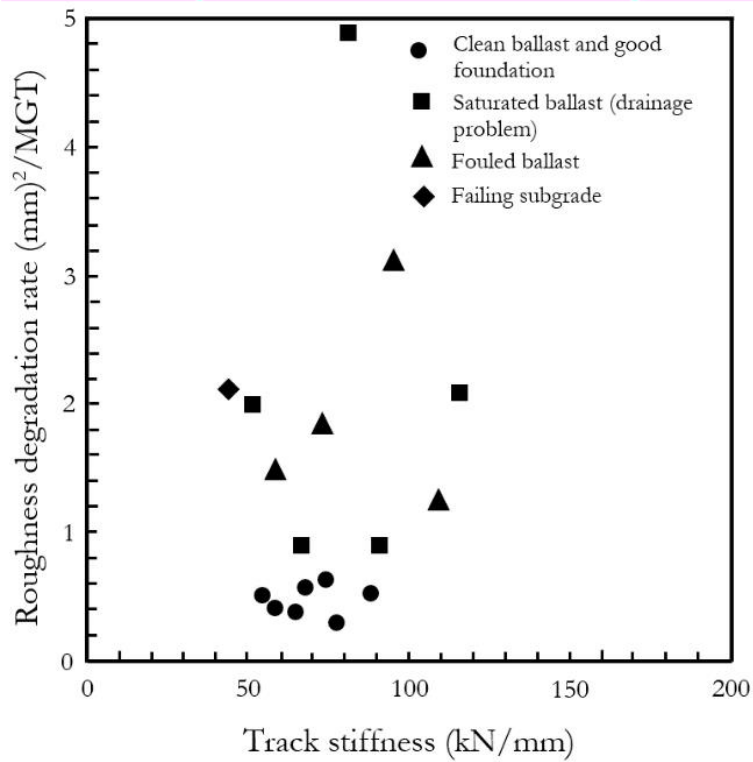 5
4
3
2
1
0
Roughness degradation rate (mm)²/MGT)
Clean ballast and good
foundation
Saturated ballast (drainage
problem)
Fouled ballast
Failing subgrade
0 50 100 150 200
Track stiffness (kN/mm)